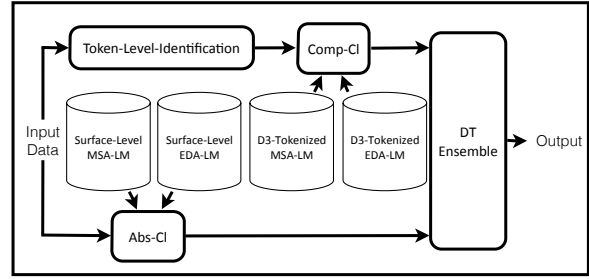 Token-Level-Identification
Comp-Cl
Input
Data
Surface-Level
MSA-LM
Surface-Level
EDA-LM
D3-Tokenized
MSA-LM
D3-Tokenized
EDA-LM
DT
Ensemble
Output
Abs-Cl